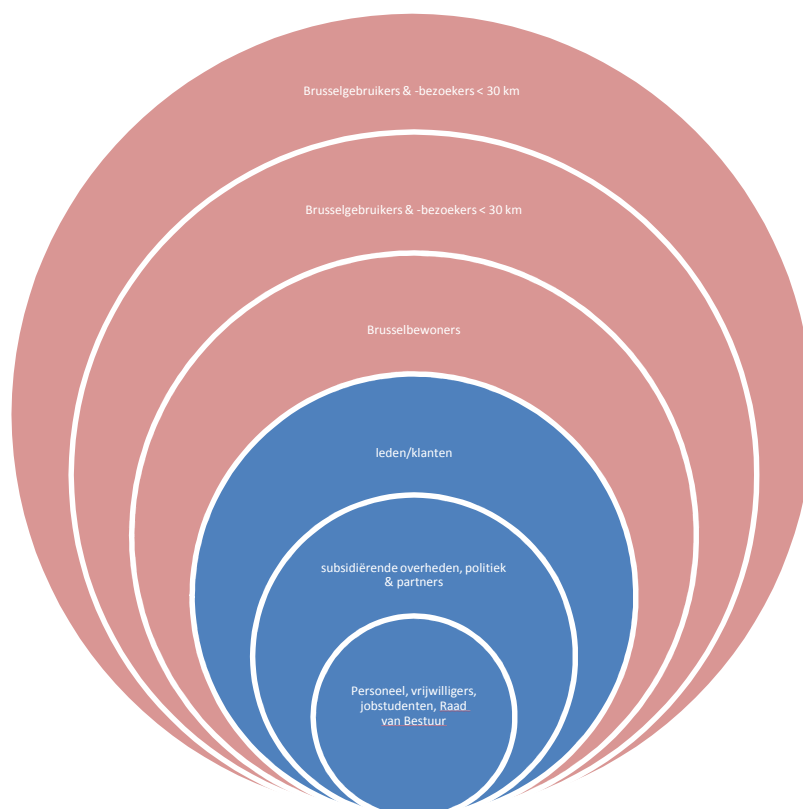 Brusselgebruikers & -bezoekers < 30 km
Brusselgebruikers & -bezoekers < 30 km
Brusselbewoners
leden/klanten
subsidiërende overheden, politiek
& partners
Personeel, vrijwilligers,
jobstudenten, Raad
van Bestuur